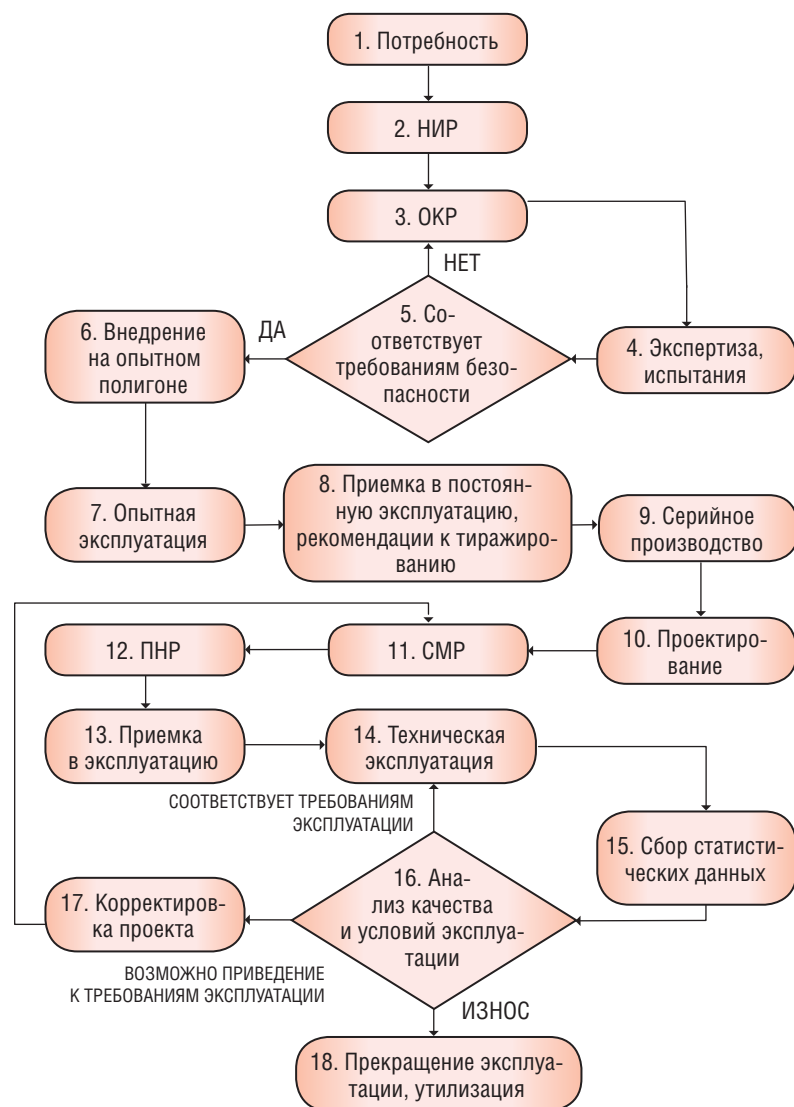 1. Потребность
2. НИР
3. ОКР
НЕТ
5. Со-
ответствует
требованиям безо-
пасности
ДА
6. Внедрение
на опытном
полигоне
4. Экспертиза,
испытания
7. Опытная
эксплуатация
8. Приемка в постоян-
ную эксплуатацию,
рекомендации к тиражиро-
ванию
9. Серийное
производство
10. Проектиро-
вание
11. СМР
12. ПНР
13. Приемка
в эксплуатацию
14. Техническая
эксплуатация
СООТВЕТСТВУЕТ ТРЕБОВАНИЯМ
ЭКСПЛУАТАЦИИ
15. Сбор статисти-
ческих данных
16. Ана-
лиз качества
и условий эксплуа-
тации
17. Корректиров-
ка проекта
ВОЗМОЖНО ПРИВЕДЕНИЕ
К ТРЕБОВАНИЯМ ЭКСПЛУАТАЦИИ
ИЗНОС
18. Прекращение эксплуа-
тации, утилизация